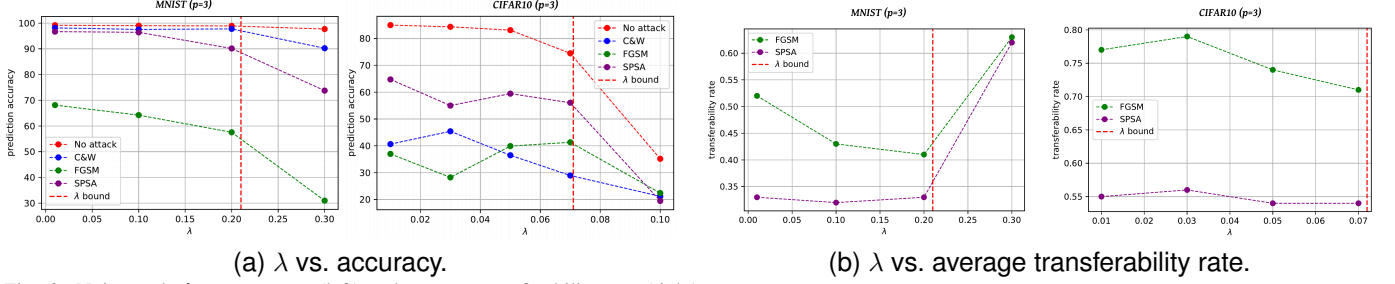 MNIST (p=3)
prediction accuracy
100
90
80
70
60
50
40
30
0.00 0.05 0.10 0.15 0.20 0.25 0.30
λ
No attack
C&W
FGSM
SPSA
λ bound
CIFAR10 (p=3)
prediction accuracy
90
80
70
60
50
40
30
20
0.02 0.04 0.06 0.08 0.10
λ
No attack
C&W
FGSM
SPSA
λ bound
(a) λ vs. accuracy.
MNIST (p=3)
transferability rate
0.60
0.55
0.50
0.45
0.40
0.35
0.00 0.05 0.10 0.15 0.20 0.25 0.30
λ
FGSM
SPSA
λ bound
CIFAR10 (p=3)
transferability rate
0.80
0.75
0.70
0.65
0.60
0.55
0.01 0.02 0.03 0.04 0.05 0.06 0.07
λ
FGSM
SPSA
λ bound
(b) λ vs. average transferability rate.